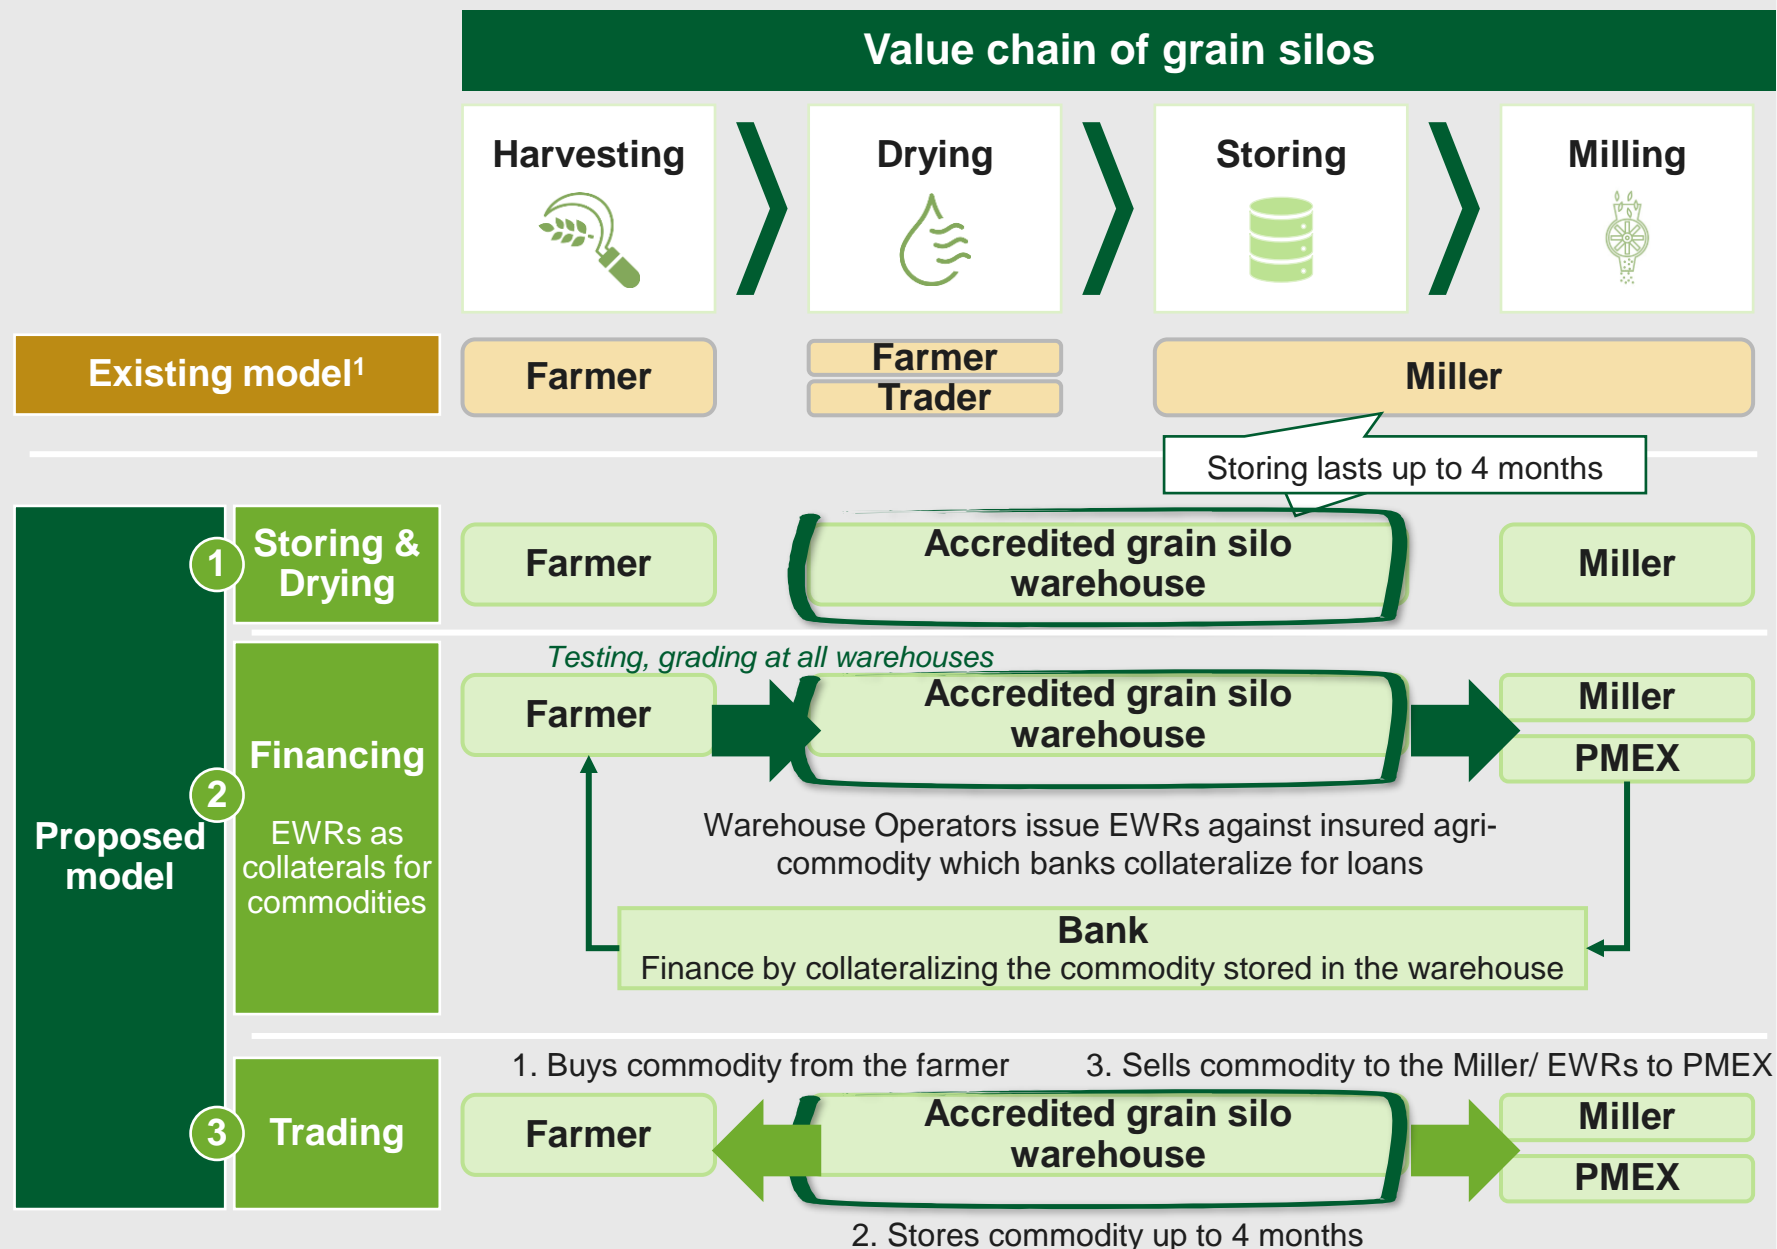 Value chain of grain silos
Harvesting
Drying
Storing
Milling
Existing model¹
Farmer
Farmer
Trader
Miller
Storing lasts up to 4 months
Proposed
model
1
Storing &
Drying
Farmer
Accredited grain silo
warehouse
Miller
2
Financing
EWRs as
collaterals for
commodities
Testing, grading at all warehouses
Farmer
Accredited grain silo
warehouse
Miller
PMEX
Warehouse Operators issue EWRs against insured agri-
commodity which banks collateralize for loans
Bank
Finance by collateralizing the commodity stored in the warehouse
3
Trading
1. Buys commodity from the farmer
3. Sells commodity to the Miller/ EWRs to PMEX
Farmer
Accredited grain silo
warehouse
Miller
PMEX
2. Stores commodity up to 4 months